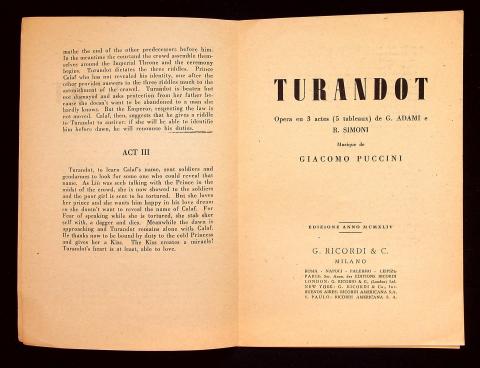 mathe the end of the other predecessors before him.
In the meantime the courtand the crowd assemble them-
selves around the Imperial Throne and the ceremony
begins. Turandot dictates the three riddles. Prince
Calaf who has not revealed his identity, one after the
other provides answers to the three riddles much to the
astonishment of the crowd. Turandot is beaten but
not dismayed and asks protection from her father be-
cause she doesn't want to be abandoned to a man she
hardly knows. But the Emperor, respecting the law is
not moved. Calaf, then, suggests that he gives a riddle
to Turandot to answer: if she will be able to identifie
him before dawn, he will renounce his duties.
ACT III
Turandot, to learn Calaf's name, sent soldiers and
gendarmes to look for some one who could reveal that
name. As Liù was seen talking with the Prince in the
midst of the crowd, she is now showed to the soldiers
and the poor girl is sent to be tortured. But she loves
her prince and she wants him happy in his love dream
so she doesn't want to reveal the name of Calaf. For
Fear of speaking while she is tortured, she stab sker
self with, a dagger and dies. Meanwhile the dawn is
approaching and Turandot remains alone with Calaf.
He thanks now to be bound by duty to the cold Princess
and gives her a Kiss. The Kiss creates a miracle!
Turandot's heart is at least, able to love.
TURANDOT
Opera en 3 actos (5 tableaux) de G. ADAMI e
R. SIMONI
Musique de
GIACOMO PUCCINI
EDIZIONE ANNO MCMXLIV
G. RICORDI & C.
MILANO
ROMA - NAPOLI - PALERMO - LEIPZIG
PARIS: Soc. Anon. des EDITIONS RICORDI
LONDON: G. RICORDI & C., (London) Ltd.
NEW YORK: G. RICORDI & Co., Inc.
BUENOS AIRES: RICORDI AMERICANA S.A.
S. PAULO: RICORDI AMERICANA S. A.